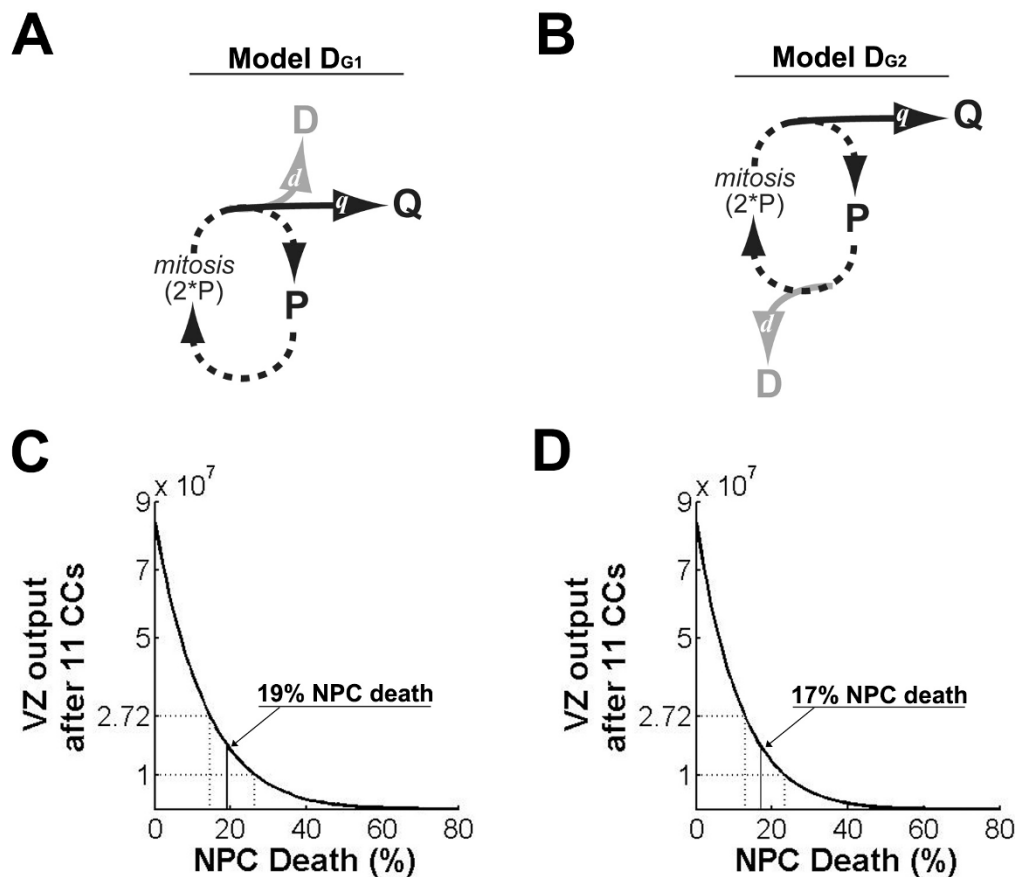 A
Model DG1
D
d
q
Q
mitosis
(2*P)
P
B
Model DG2
q
Q
mitosis
(2*P)
P
d
D
C
x 10^7
9
7
5
2.72
1
VZ output
after 11 CCs
19% NPC death
0 20 40 60 80
NPC Death (%)
D
x 10^7
9
7
5
2.72
1
VZ output
after 11 CCs
17% NPC death
0 20 40 60 80
NPC Death (%)